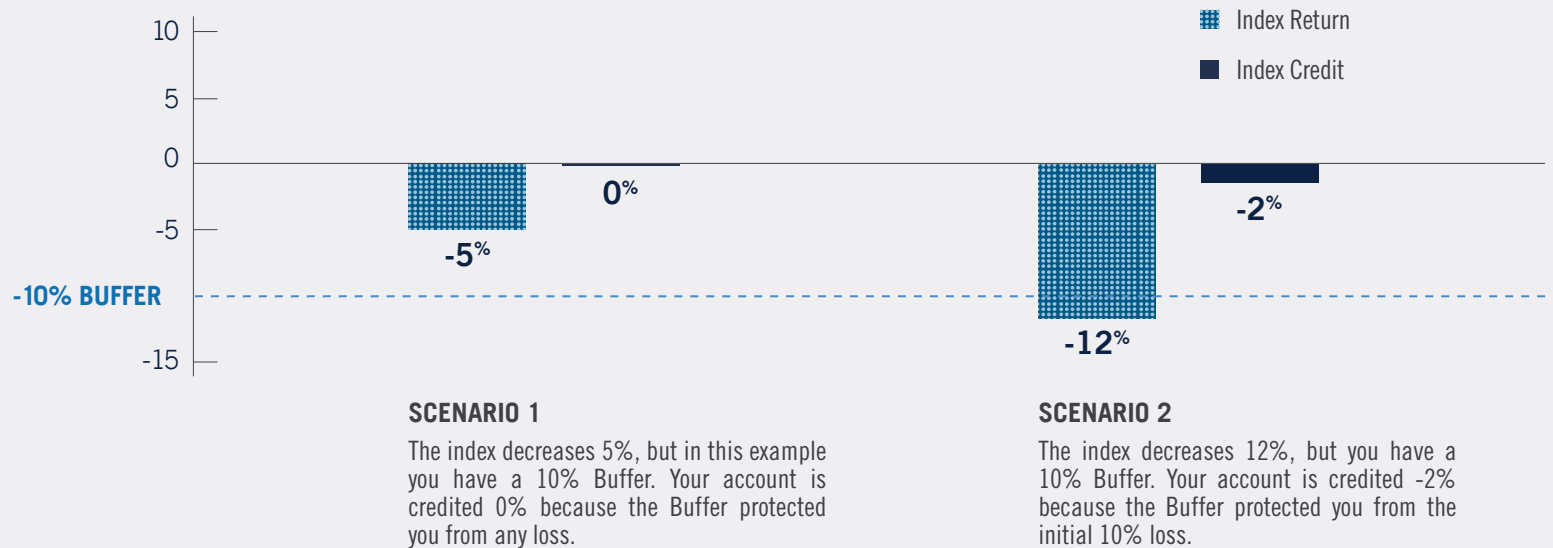 10
Index Return
Index Credit
5
0
0%
-2%
-5
-5%
-10% BUFFER
-12%
-15
SCENARIO 1
The index decreases 5%, but in this example
you have a 10% Buffer. Your account is
credited 0% because the Buffer protected
you from any loss.
SCENARIO 2
The index decreases 12%, but you have a
10% Buffer. Your account is credited -2%
because the Buffer protected you from the
initial 10% loss.